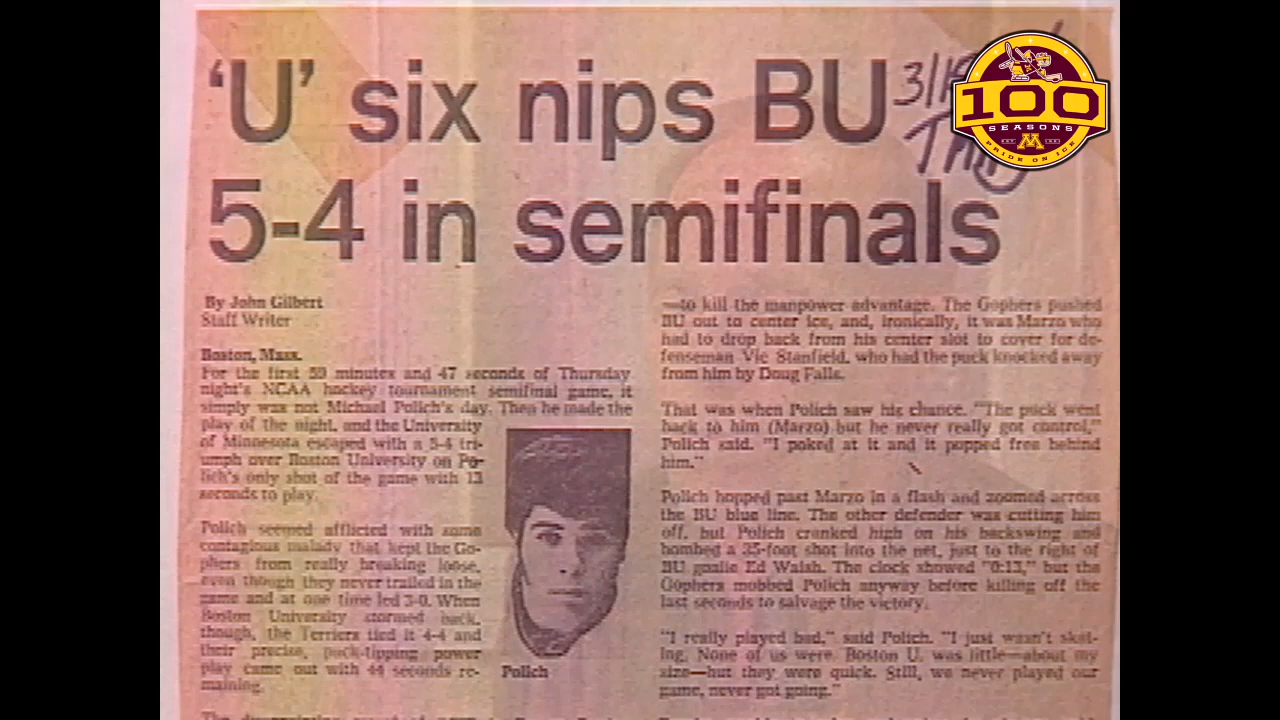 'U' six nips BU
5-4 in semifinals
3/1
100
SEASONS
EST M
PRIDE ON ICE
By John Gilbert
Staff Writer
Boston, Mass.
For the first 59 minutes and 47 seconds of Thursday
night's NCAA hockey tournament semifinal game, it
simply was not Michael Polich's day. Then he made the
play of the night, and the University
of Minnesota escaped with a 5-4 tri-
umph over Boston University on Po-
lich's only shot of the game with 13
seconds to play.
Polich seemed afflicted with some
contagious malady that kept the Go-
phers from really breaking loose,
even though they never trailed in the
game and at one time led 3-0. When
Boston University stormed back,
though, the Terriers tied it 4-4 and
their precise, puck-tipping power
play came out with 44 seconds re-
maining.
Polich
—to kill the manpower advantage. The Gophers pushed
BU out to center ice, and, ironically, it was Marzo who
had to drop back from his center slot to cover for de-
fenseman Vic Stanfield, who had the puck knocked away
from him by Doug Falls.
That was when Polich saw his chance. "The puck went
back to him (Marzo) but he never really got control,"
Polich said. "I poked at it and it popped free behind
him."
Polich hopped past Marzo in a flash and zoomed across
the BU blue line. The other defender was cutting him
off, but Polich cranked high on his backswing and
bombed a 35-foot shot into the net, just to the right of
BU goalie Ed Walsh. The clock showed "0:13," but the
Gophers mobbed Polich anyway before killing off the
last seconds to salvage the victory.
"I really played bad," said Polich. "I just wasn't skat-
ing. None of us were. Boston U. was little—about my
size—but they were quick. Still, we never played our
game, never got going."